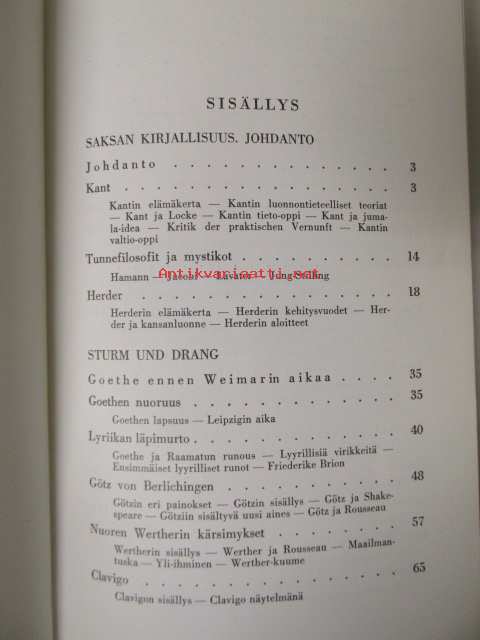 SISÄLLYS
SAKSAN KIRJALLISUUS. JOHDANTO
Johdanto . . . . . . . . . . . . . . 3
Kant . . . . . . . . . . . . . . . . 3
Kantin elämäkerta — Kantin luonnontieteelliset teoriat
— Kant ja Locke — Kantin tieto-oppi — Kant ja juma-
la-idea — Kritik der praktischen Vernunft — Kantin
valtio-oppi
Tunnefilosofit ja mystikot . . . . . . . . 14
Hamann — Jacobi — Lavater — Jung-Stilling
Antikvariaatti.net
Herder . . . . . . . . . . . . . . . 18
Herderin elämäkerta — Herderin kehitysvuodet — Her-
der ja kansanluonne — Herderin aloitteet
STURM UND DRANG
Goethe ennen Weimarin aikaa . . . . 35
Goethen nuoruus . . . . . . . . . . . 35
Goethen lapsuus — Leipzigin aika
Lyriikan läpimurto . . . . . . . . . . . 40
Goethe ja Raamatun runous — Lyyrillisiä virikkeitä —
Ensimmäiset lyyrilliset runot — Friederike Brion
Götz von Berlichingen . . . . . . . . . . 48
Götzin eri painokset — Götzin sisällys — Götz ja Shake-
speare — Götziin sisältyvä uusi aines — Götz ja Rousseau
Nuoren Wertherin kärsimykset . . . . . . . 57
Wertherin sisällys — Werther ja Rousseau — Maailman-
tuska — Yli-ihminen — Werther-kuume
Clavigo . . . . . . . . . . . . . . 65
Clavigon sisällys — Clavigo näytelmänä